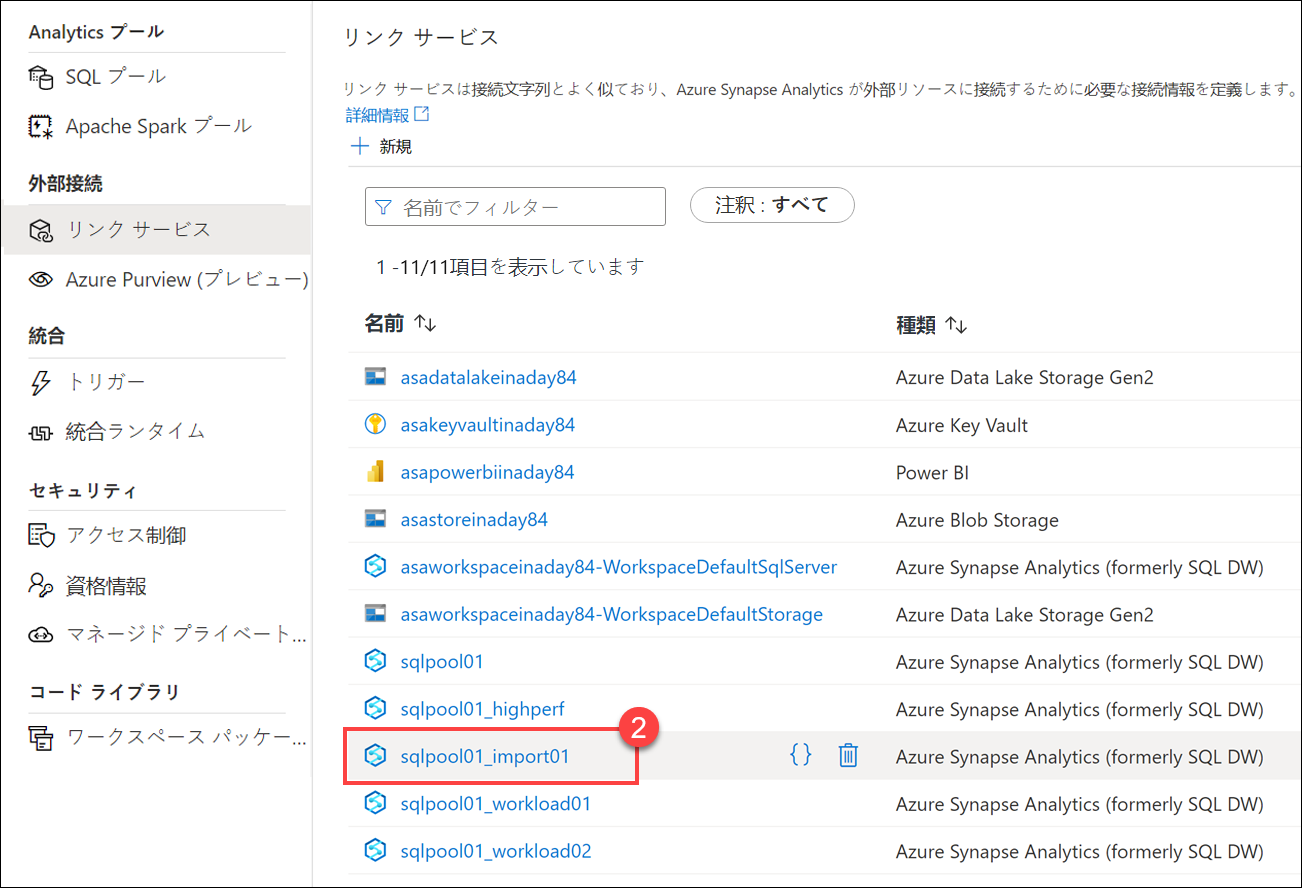 Analytics プール
SQL プール
Apache Spark プール
外部接続
リンク サービス
Azure Purview (プレビュー)
統合
トリガー
統合ランタイム
セキュリティ
アクセス制御
資格情報
マネージド プライベート...
コード ライブラリ
ワークスペース パッケー...
リンク サービス
リンク サービスは接続文字列とよく似ており、Azure Synapse Analytics が外部リソースに接続するために必要な接続情報を定義します。
詳細情報
新規
名前でフィルター
注釈 : すべて
1 -11/11項目を表示しています
名前 種類
asadatalakeinaday84 Azure Data Lake Storage Gen2
asakeyvaultinaday84 Azure Key Vault
asapowerbiinaday84 Power BI
asastoreinaday84 Azure Blob Storage
asaworkspaceinaday84-WorkspaceDefaultSqlServer Azure Synapse Analytics (formerly SQL DW)
asaworkspaceinaday84-WorkspaceDefaultStorage Azure Data Lake Storage Gen2
sqlpool01 Azure Synapse Analytics (formerly SQL DW)
sqlpool01_highperf Azure Synapse Analytics (formerly SQL DW)
2
sqlpool01_import01 {} Azure Synapse Analytics (formerly SQL DW)
sqlpool01_workload01 Azure Synapse Analytics (formerly SQL DW)
sqlpool01_workload02 Azure Synapse Analytics (formerly SQL DW)